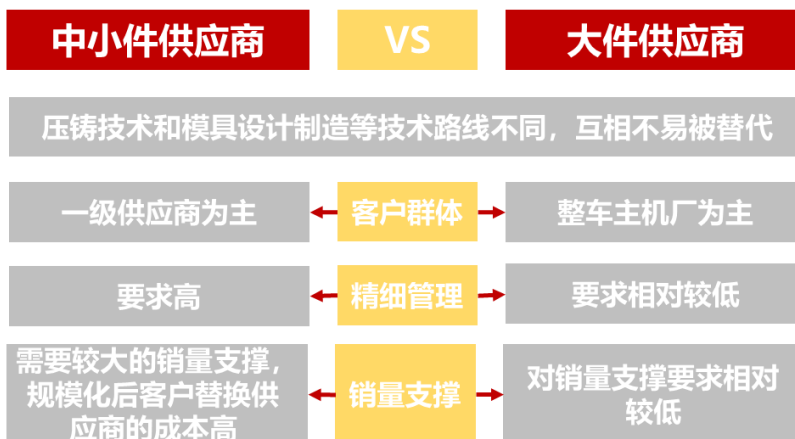 中小件供应商
VS
大件供应商
压铸技术和模具设计制造等技术路线不同，互相不易被替代
一级供应商为主
客户群体
整车主机厂为主
要求高
精细管理
要求相对较低
需要较大的销量支撑，
规模化后客户替换供
应商的成本高
销量支撑
对销量支撑要求相对
较低